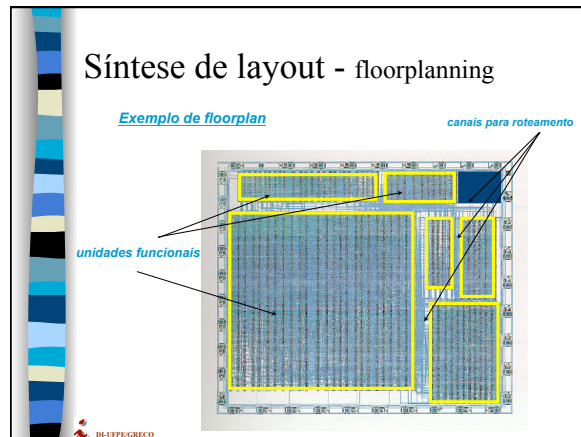 Síntese de layout - floorplanning
Exemplo de floorplan
canais para roteamento
unidades funcionais
DI-UFPE/GRECO